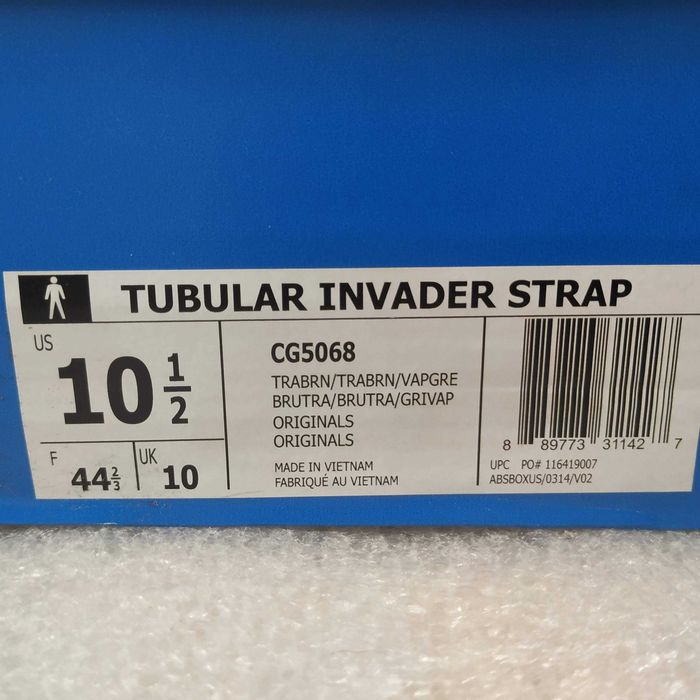 TUBULAR INVADER STRAP
US
10 1/2
F
44 2/3
UK
10
CG5068
TRABRN/TRABRN/VAPGRE
BRUTRA/BRUTRA/GRIVAP
ORIGINALS
ORIGINALS
MADE IN VIETNAM
FABRIQUÉ AU VIETNAM
8 89773 31142 7
UPC PO# 116419007
ABSBOXUS/0314/V02